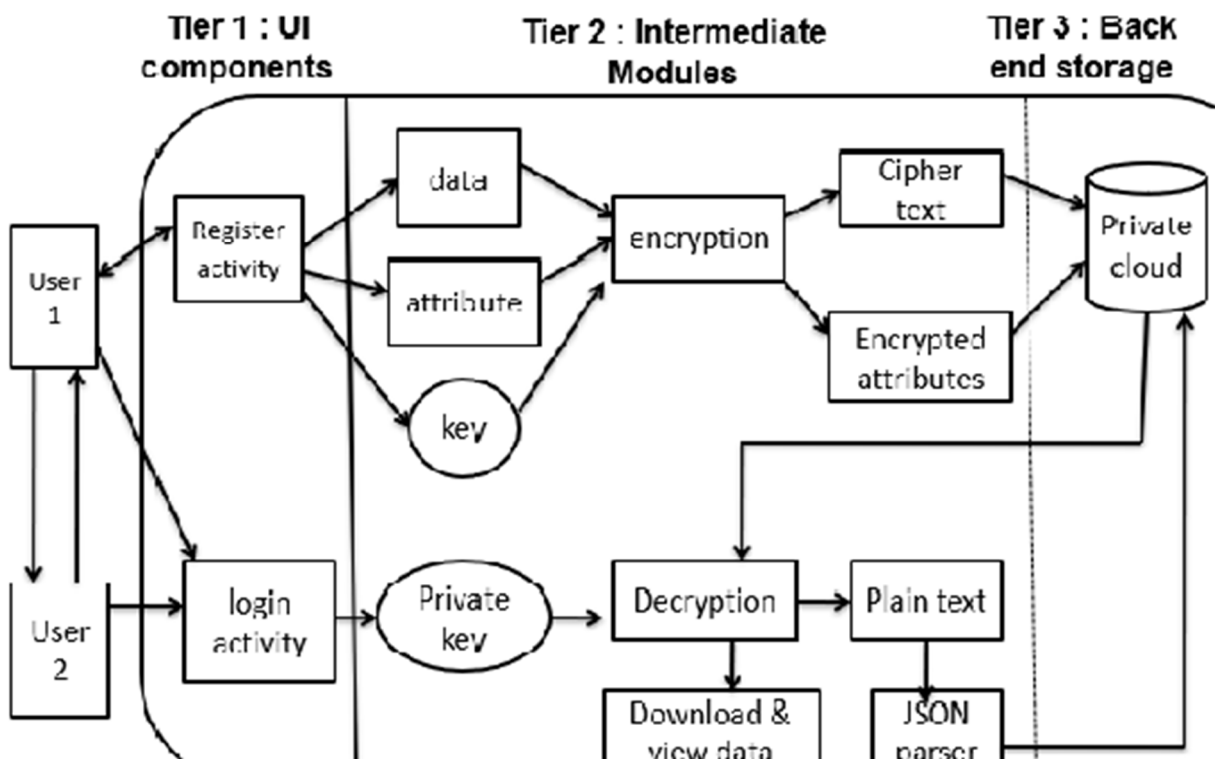 Tier 1 : UI
components
Tier 2 : Intermediate
Modules
Tier 3 : Back
end storage
data
Cipher
text
Register
activity
encryption
Private
cloud
User
1
attribute
Encrypted
attributes
key
login
activity
Private
key
Decryption
Plain text
User
2
Download &
view data
JSON
parser